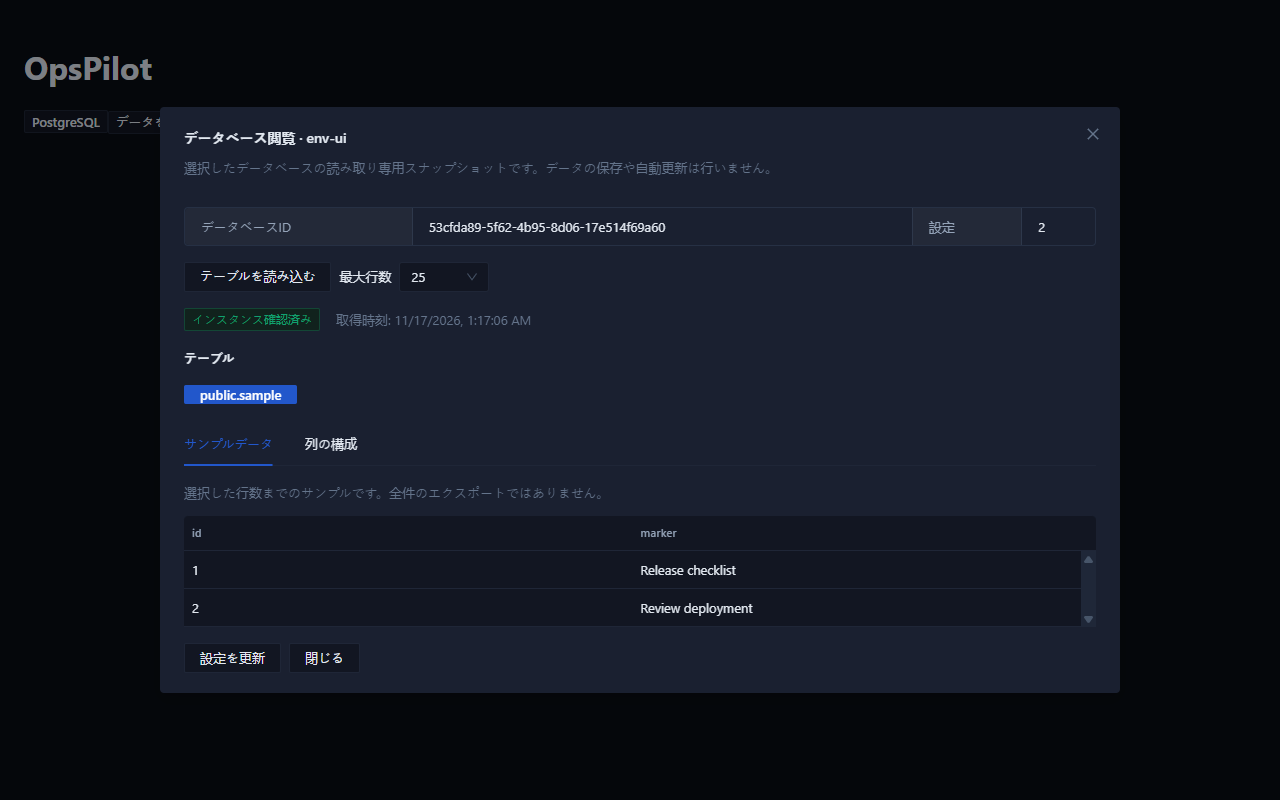 OpsPilot
PostgreSQL データを
データベース閲覧 · env-ui
選択したデータベースの読み取り専用スナップショットです。データの保存や自動更新は行いません。
データベースID 53cfda89-5f62-4b95-8d06-17e514f69a60 設定 2
テーブルを読み込む 最大行数 25
インスタンス確認済み 取得時刻: 11/17/2026, 1:17:06 AM
テーブル
public.sample
サンプルデータ 列の構成
選択した行数までのサンプルです。全件のエクスポートではありません。
id marker
1 Release checklist
2 Review deployment
設定を更新 閉じる